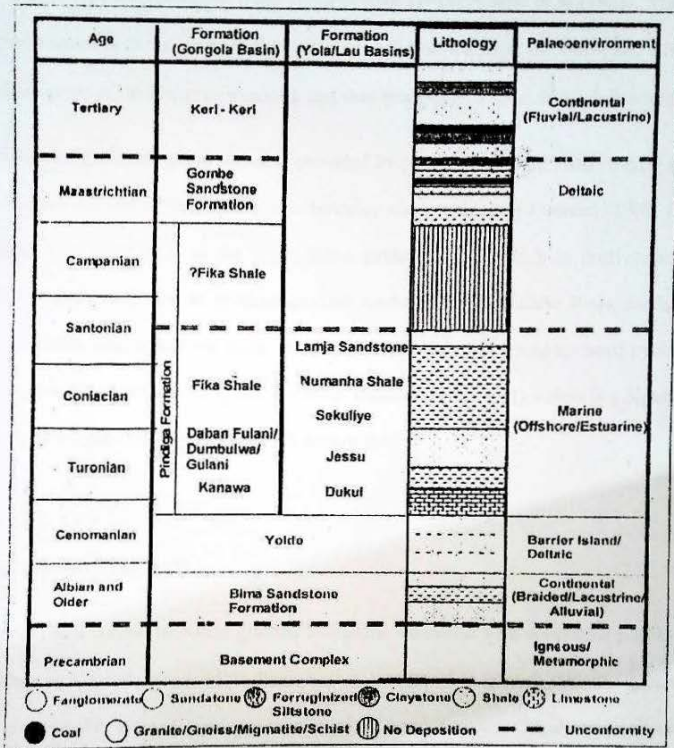 Age
Formation
(Gongola Basin)
Formation
(Yola/Lau Basins)
Lithology
Palaeoenvironment
Tertiary
Keri - Keri
Continental
(Fluvial/Lacustrine)
Maastrichtian
Gombe
Sandstone
Formation
Deltaic
Campanian
?Fika Shale
Santonian
Pindiga Formation
Lamja Sandstone
Coniacian
Fika Shale
Numanha Shale
Sekuliye
Marine
(Offshore/Estuarine)
Turonian
Daban Fulani/
Dumbulwa/
Gulani
Jessu
Kanawa
Dukul
Cenomanian
Yolde
Barrier Island/
Deltaic
Albian and
Older
Bima Sandstone
Formation
Continental
(Braided/Lacustrine/
Alluvial)
Precambrian
Basement Complex
Igneous/
Metamorphic
Fanglomerate Sandstone Ferruginized Siltstone Claystone Shale Limestone
Coal Granite/Gneiss/Migmatite/Schist No Deposition Unconformity